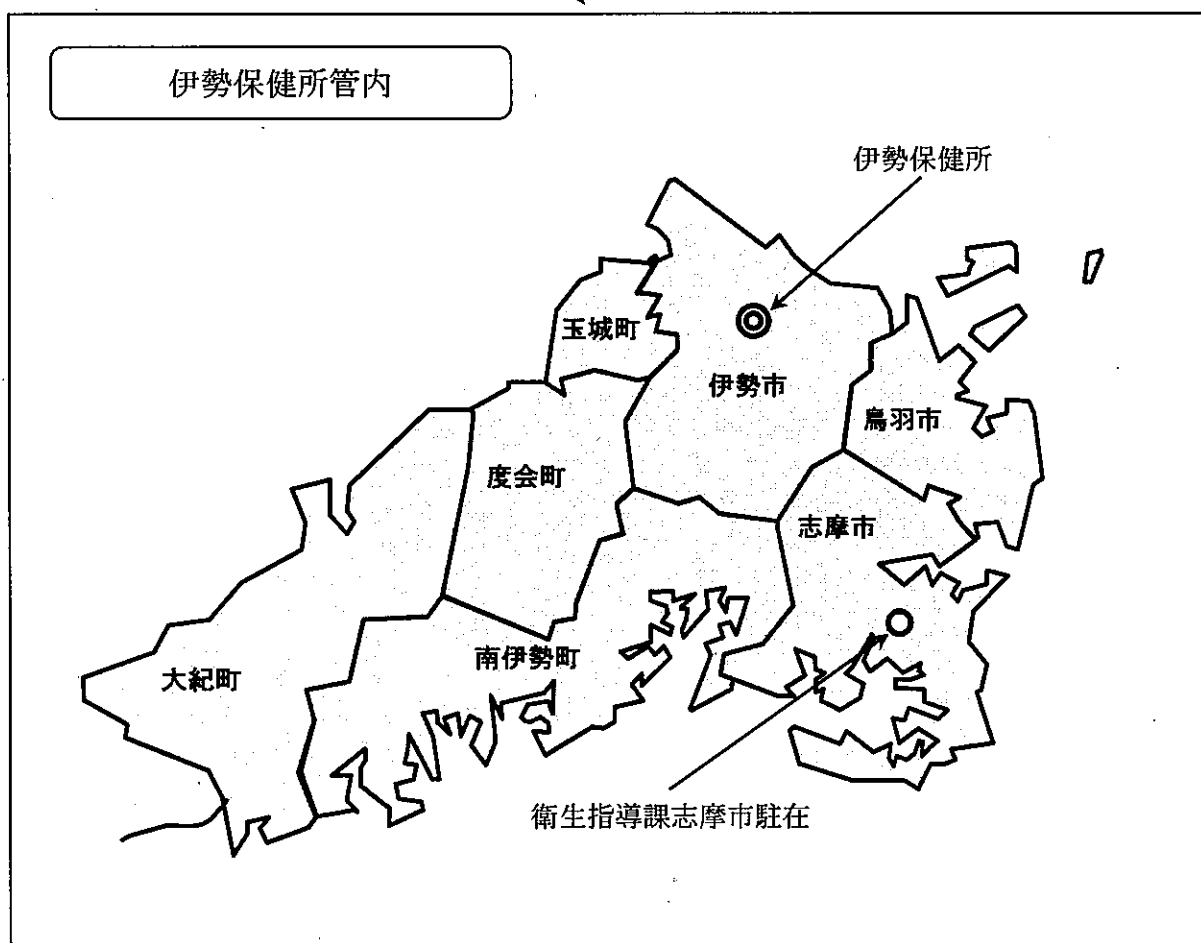 伊勢保健所管内
伊勢保健所
玉城町
伊勢市
鳥羽市
度会町
志摩市
南伊勢町
大紀町
衛生指導課志摩市駐在